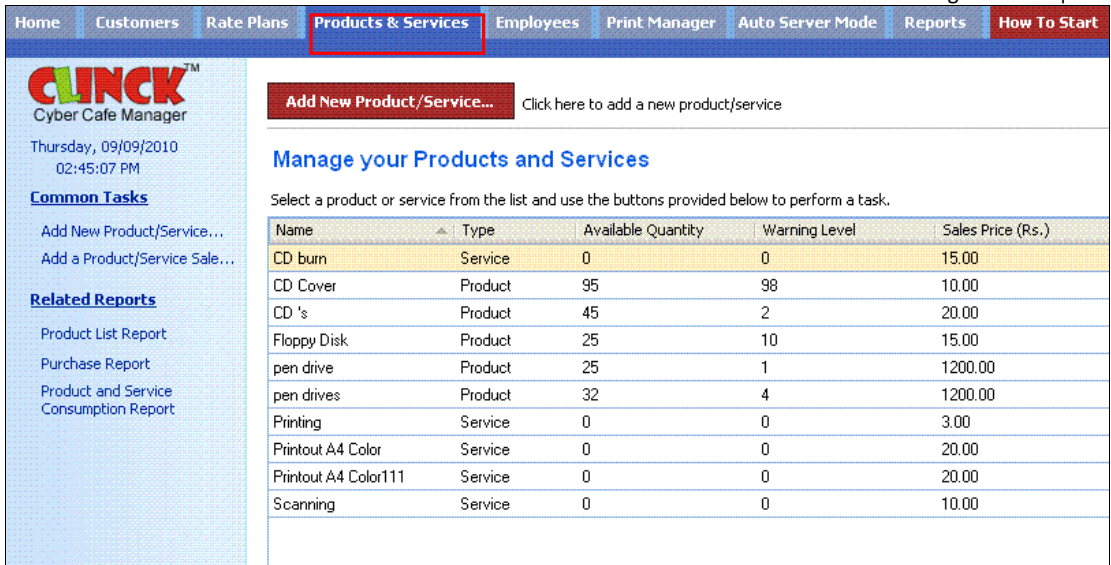 Home Customers Rate Plans Products & Services Employees Print Manager Auto Server Mode Reports How To Start
CLINCK™
Cyber Cafe Manager
Thursday, 09/09/2010
02:45:07 PM
Common Tasks
Add New Product/Service...
Add a Product/Service Sale...
Related Reports
Product List Report
Purchase Report
Product and Service
Consumption Report
Add New Product/Service... Click here to add a new product/service
Manage your Products and Services
Select a product or service from the list and use the buttons provided below to perform a task.
Name Type Available Quantity Warning Level Sales Price (Rs.)
CD burn Service 0 0 15.00
CD Cover Product 95 98 10.00
CD 's Product 45 2 20.00
Floppy Disk Product 25 10 15.00
pen drive Product 25 1 1200.00
pen drives Product 32 4 1200.00
Printing Service 0 0 3.00
Printout A4 Color Service 0 0 20.00
Printout A4 Color111 Service 0 0 20.00
Scanning Service 0 0 10.00